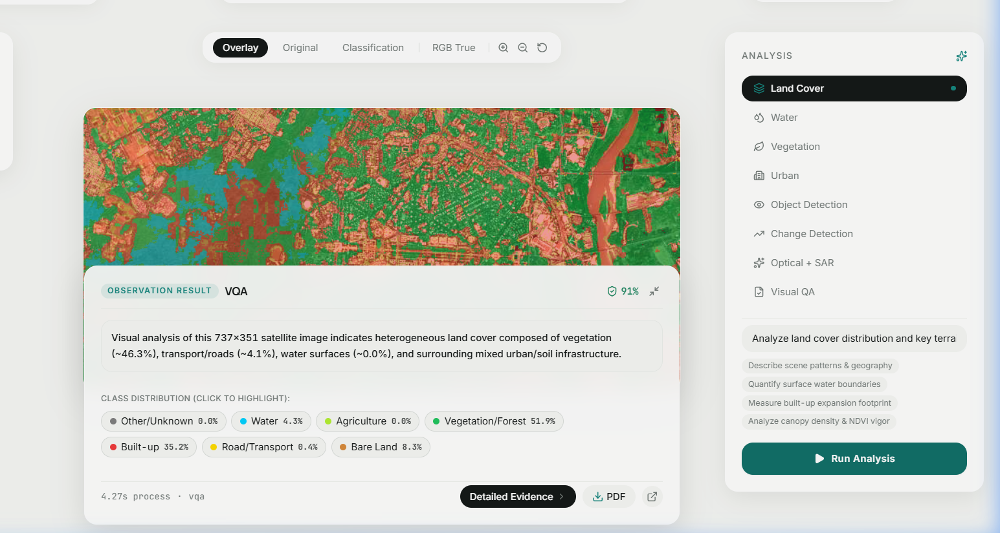 Overlay
Original
Classification
RGB True
ANALYSIS
Land Cover
Water
Vegetation
Urban
Object Detection
Change Detection
Optical + SAR
Visual QA
Analyze land cover distribution and key terra
Describe scene patterns & geography
Quantify surface water boundaries
Measure built-up expansion footprint
Analyze canopy density & NDVI vigor
Run Analysis
OBSERVATION RESULT VQA
91%
Visual analysis of this 737×351 satellite image indicates heterogeneous land cover composed of vegetation
(~46.3%), transport/roads (~4.1%), water surfaces (~0.0%), and surrounding mixed urban/soil infrastructure.
CLASS DISTRIBUTION (CLICK TO HIGHLIGHT):
Other/Unknown 0.0%
Water 4.3%
Agriculture 0.0%
Vegetation/Forest 51.9%
Built-up 35.2%
Road/Transport 0.4%
Bare Land 8.3%
4.27s process · vqa
Detailed Evidence
PDF